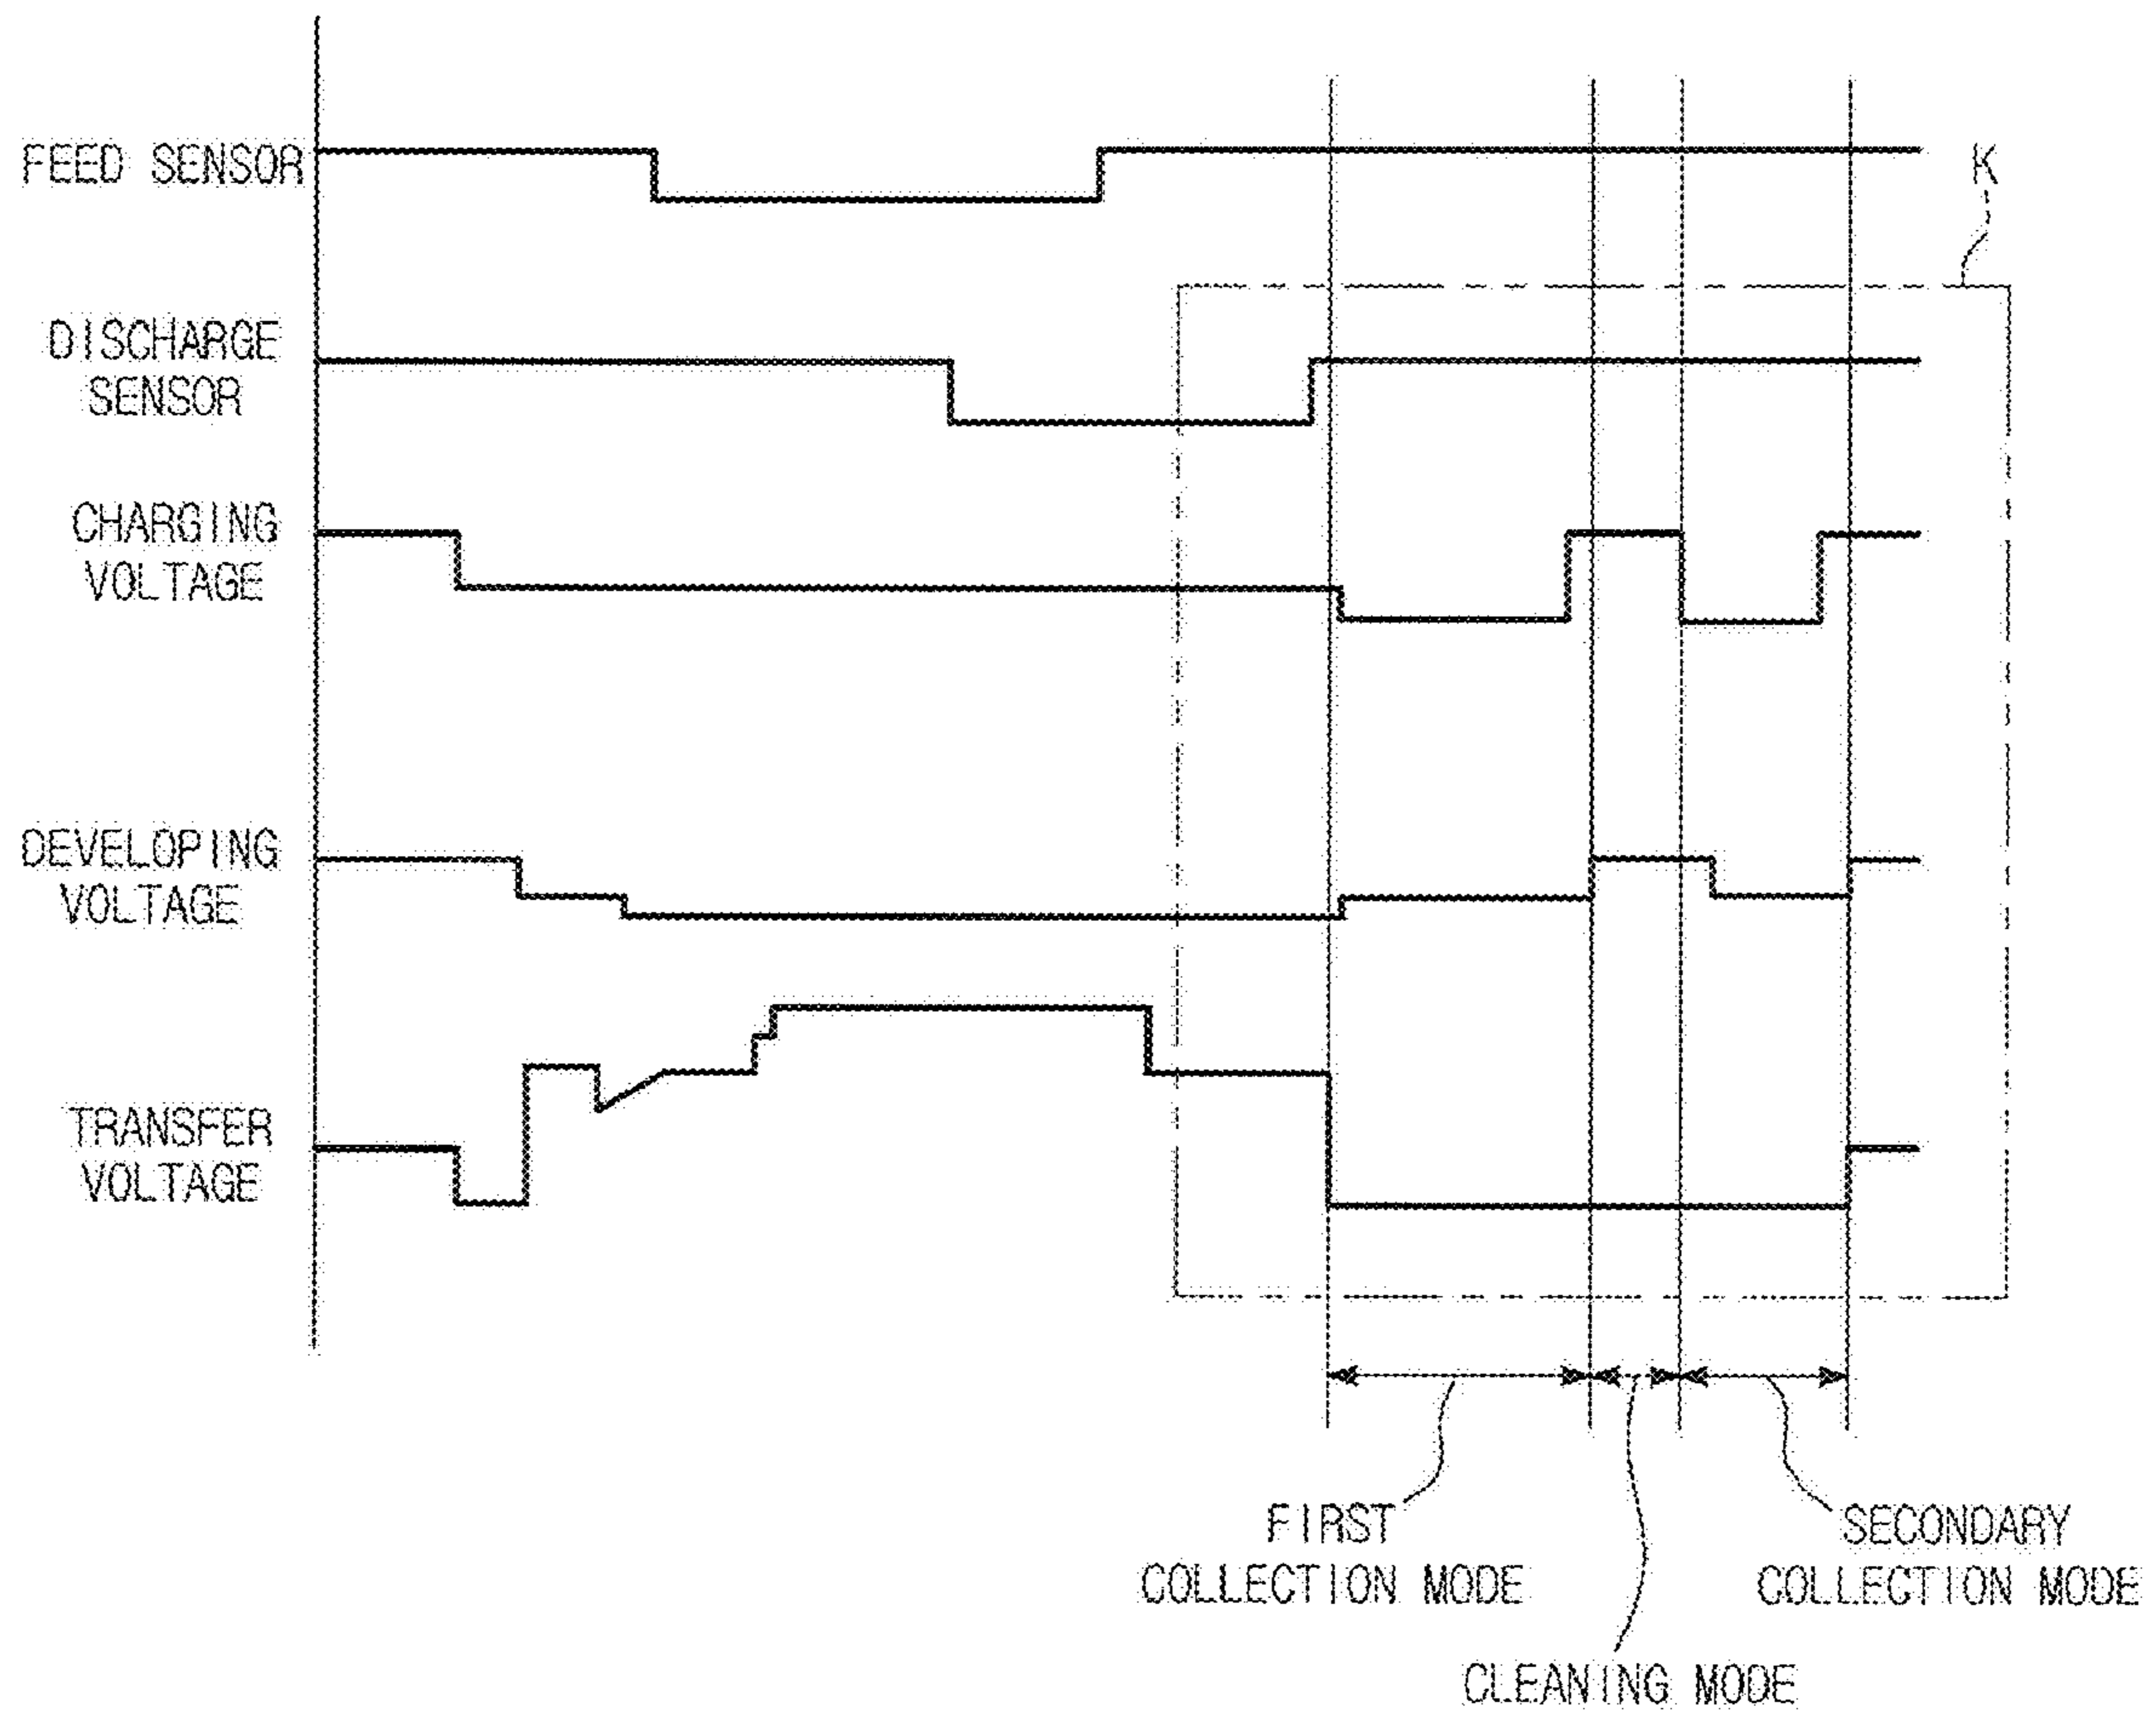 FEED SENSOR
K
DISCHARGE
SENSOR
CHARGING
VOLTAGE
DEVELOPING
VOLTAGE
TRANSFER
VOLTAGE
FIRST
COLLECTION MODE
SECONDARY
COLLECTION MODE
CLEANING MODE